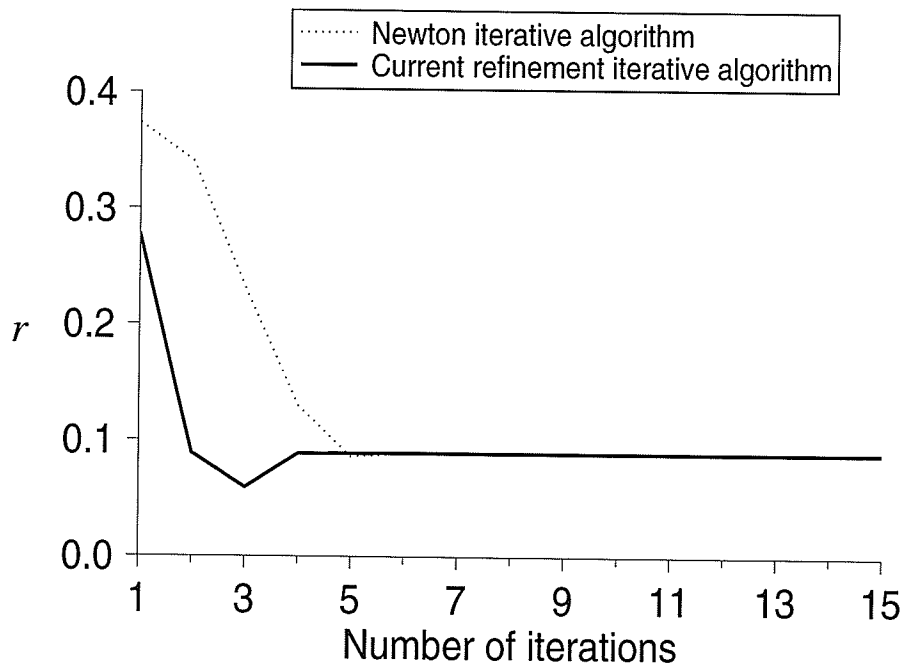 Newton iterative algorithm
Current refinement iterative algorithm
0.4
0.3
0.2
0.1
0.0
r
1 3 5 7 9 11 13 15
Number of iterations